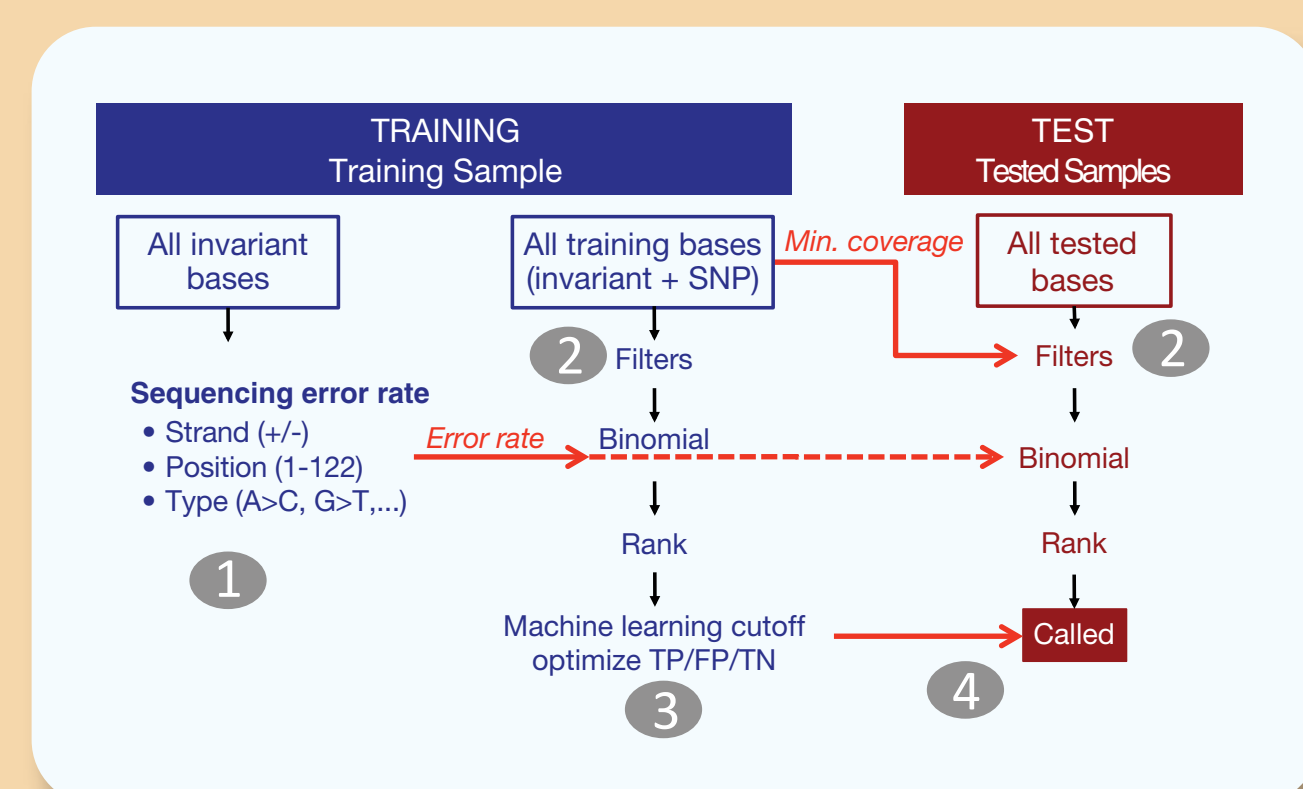 TRAINING
Training Sample
TEST
Tested Samples
All invariant
bases
All training bases
(invariant + SNP)
Min. coverage
All tested
bases
2
Filters
Filters
2
Sequencing error rate
• Strand (+/-)
• Position (1-122)
• Type (A>C, G>T,...)
Error rate
Binomial
Binomial
1
Rank
Rank
Machine learning cutoff
optimize TP/FP/TN
Called
3
4